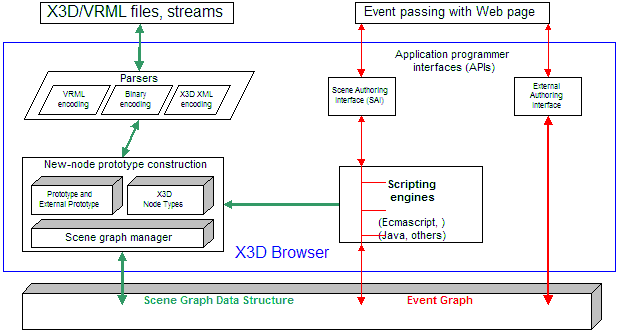 X3D/VRML files, streams
Event passing with Web page
Application programmer
interfaces (APIs)
Parsers
VRML
encoding
Binary
encoding
X3D XML
encoding
Scene Authoring
Interface (SAI)
External
Authoring
Interface
New-node prototype construction
Prototype and
External Prototype
X3D
Node Types
Scene graph manager
Scripting
engines
(Ecmascript, )
(Java, others)
X3D Browser
Scene Graph Data Structure
Event Graph